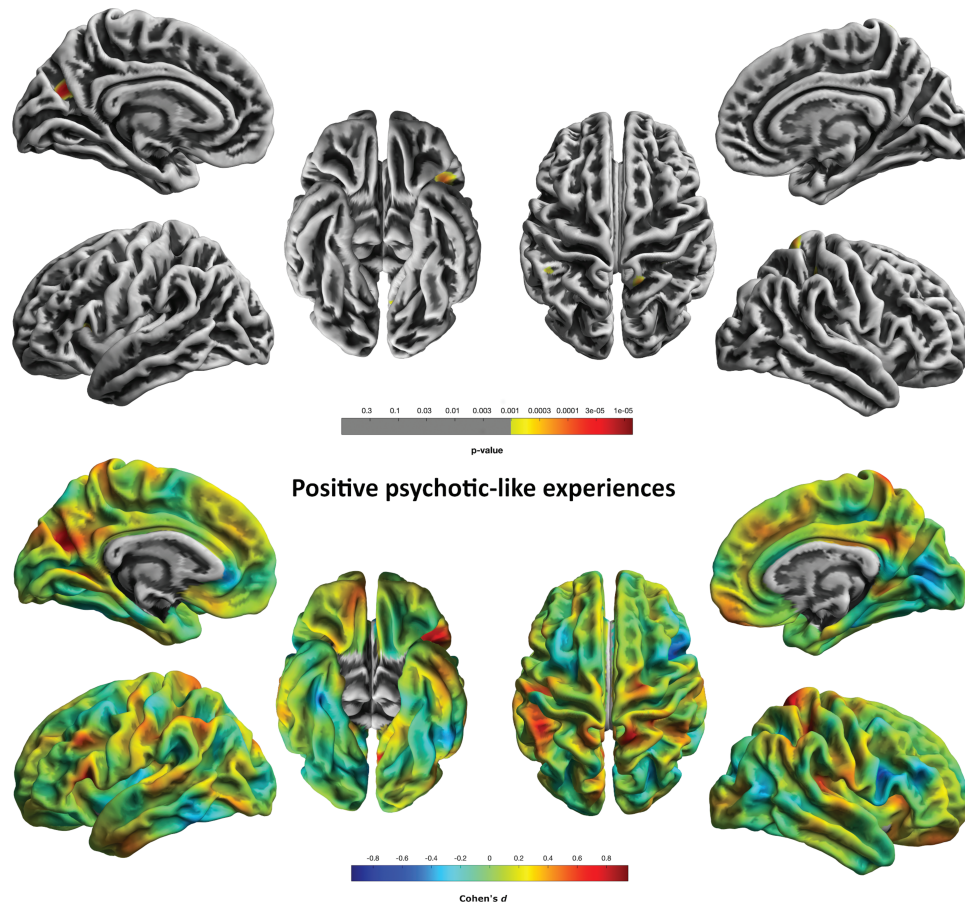 0.3 0.1 0.03 0.01 0.003 0.001 0.0003 0.0001 3e-05 1e-05
p-value
Positive psychotic-like experiences
-0.8 -0.6 -0.4 -0.2 0 0.2 0.4 0.6 0.8
Cohen's d